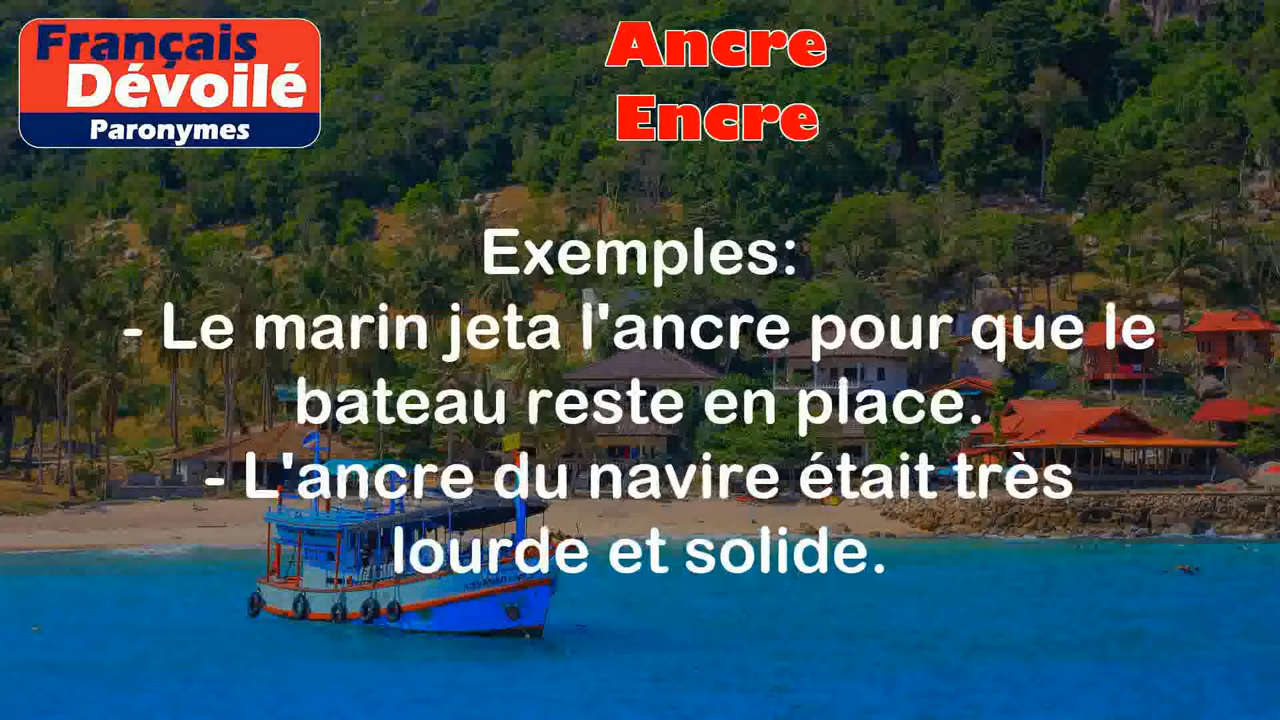 Français
Dévoilé
Paronymes
Ancre
Encre
Exemples:
- Le marin jeta l'ancre pour que le
bateau reste en place.
- L'ancre du navire était très
lourde et solide.